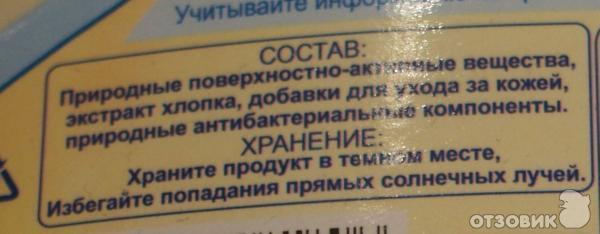 Учитывайте
СОСТАВ:
Природные поверхностно-активные вещества,
экстракт хлопка, добавки для ухода за кожей,
природные антибактериальные компоненты.
ХРАНЕНИЕ:
Храните продукт в темном месте,
Избегайте попадания прямых солнечных лучей.
ОТЗОВИК